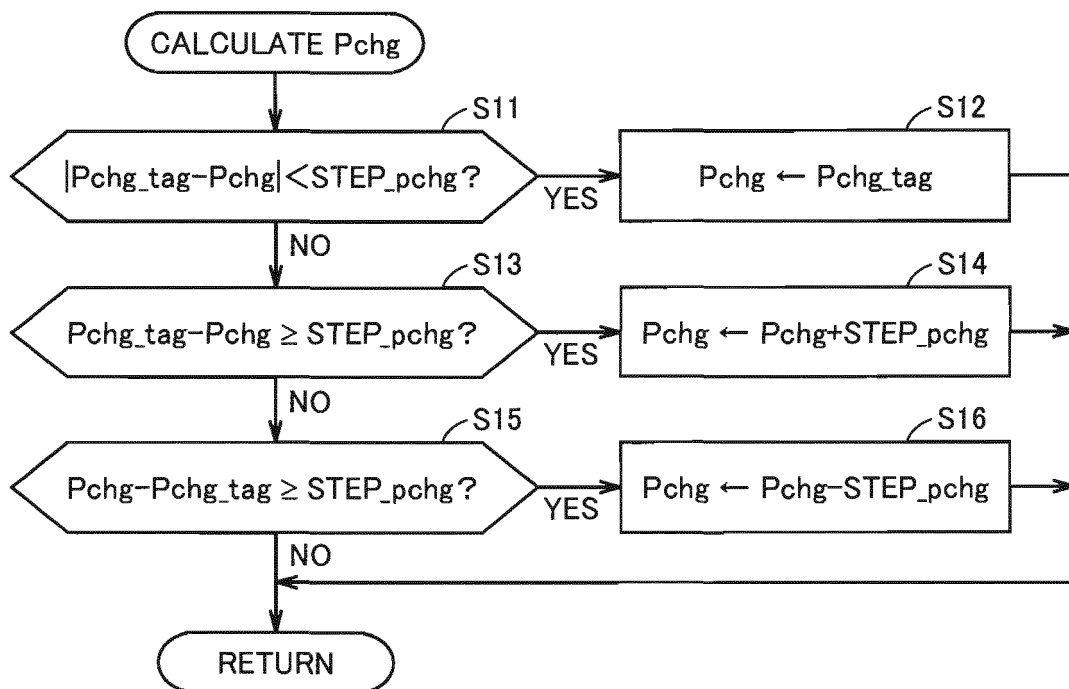 CALCULATE Pchg
S11
|Pchg_tag-Pchg|<STEP_pchg?
YES
S12
Pchg ← Pchg_tag
NO
S13
Pchg_tag-Pchg ≥ STEP_pchg?
YES
S14
Pchg ← Pchg+STEP_pchg
NO
S15
Pchg-Pchg_tag ≥ STEP_pchg?
YES
S16
Pchg ← Pchg-STEP_pchg
NO
RETURN